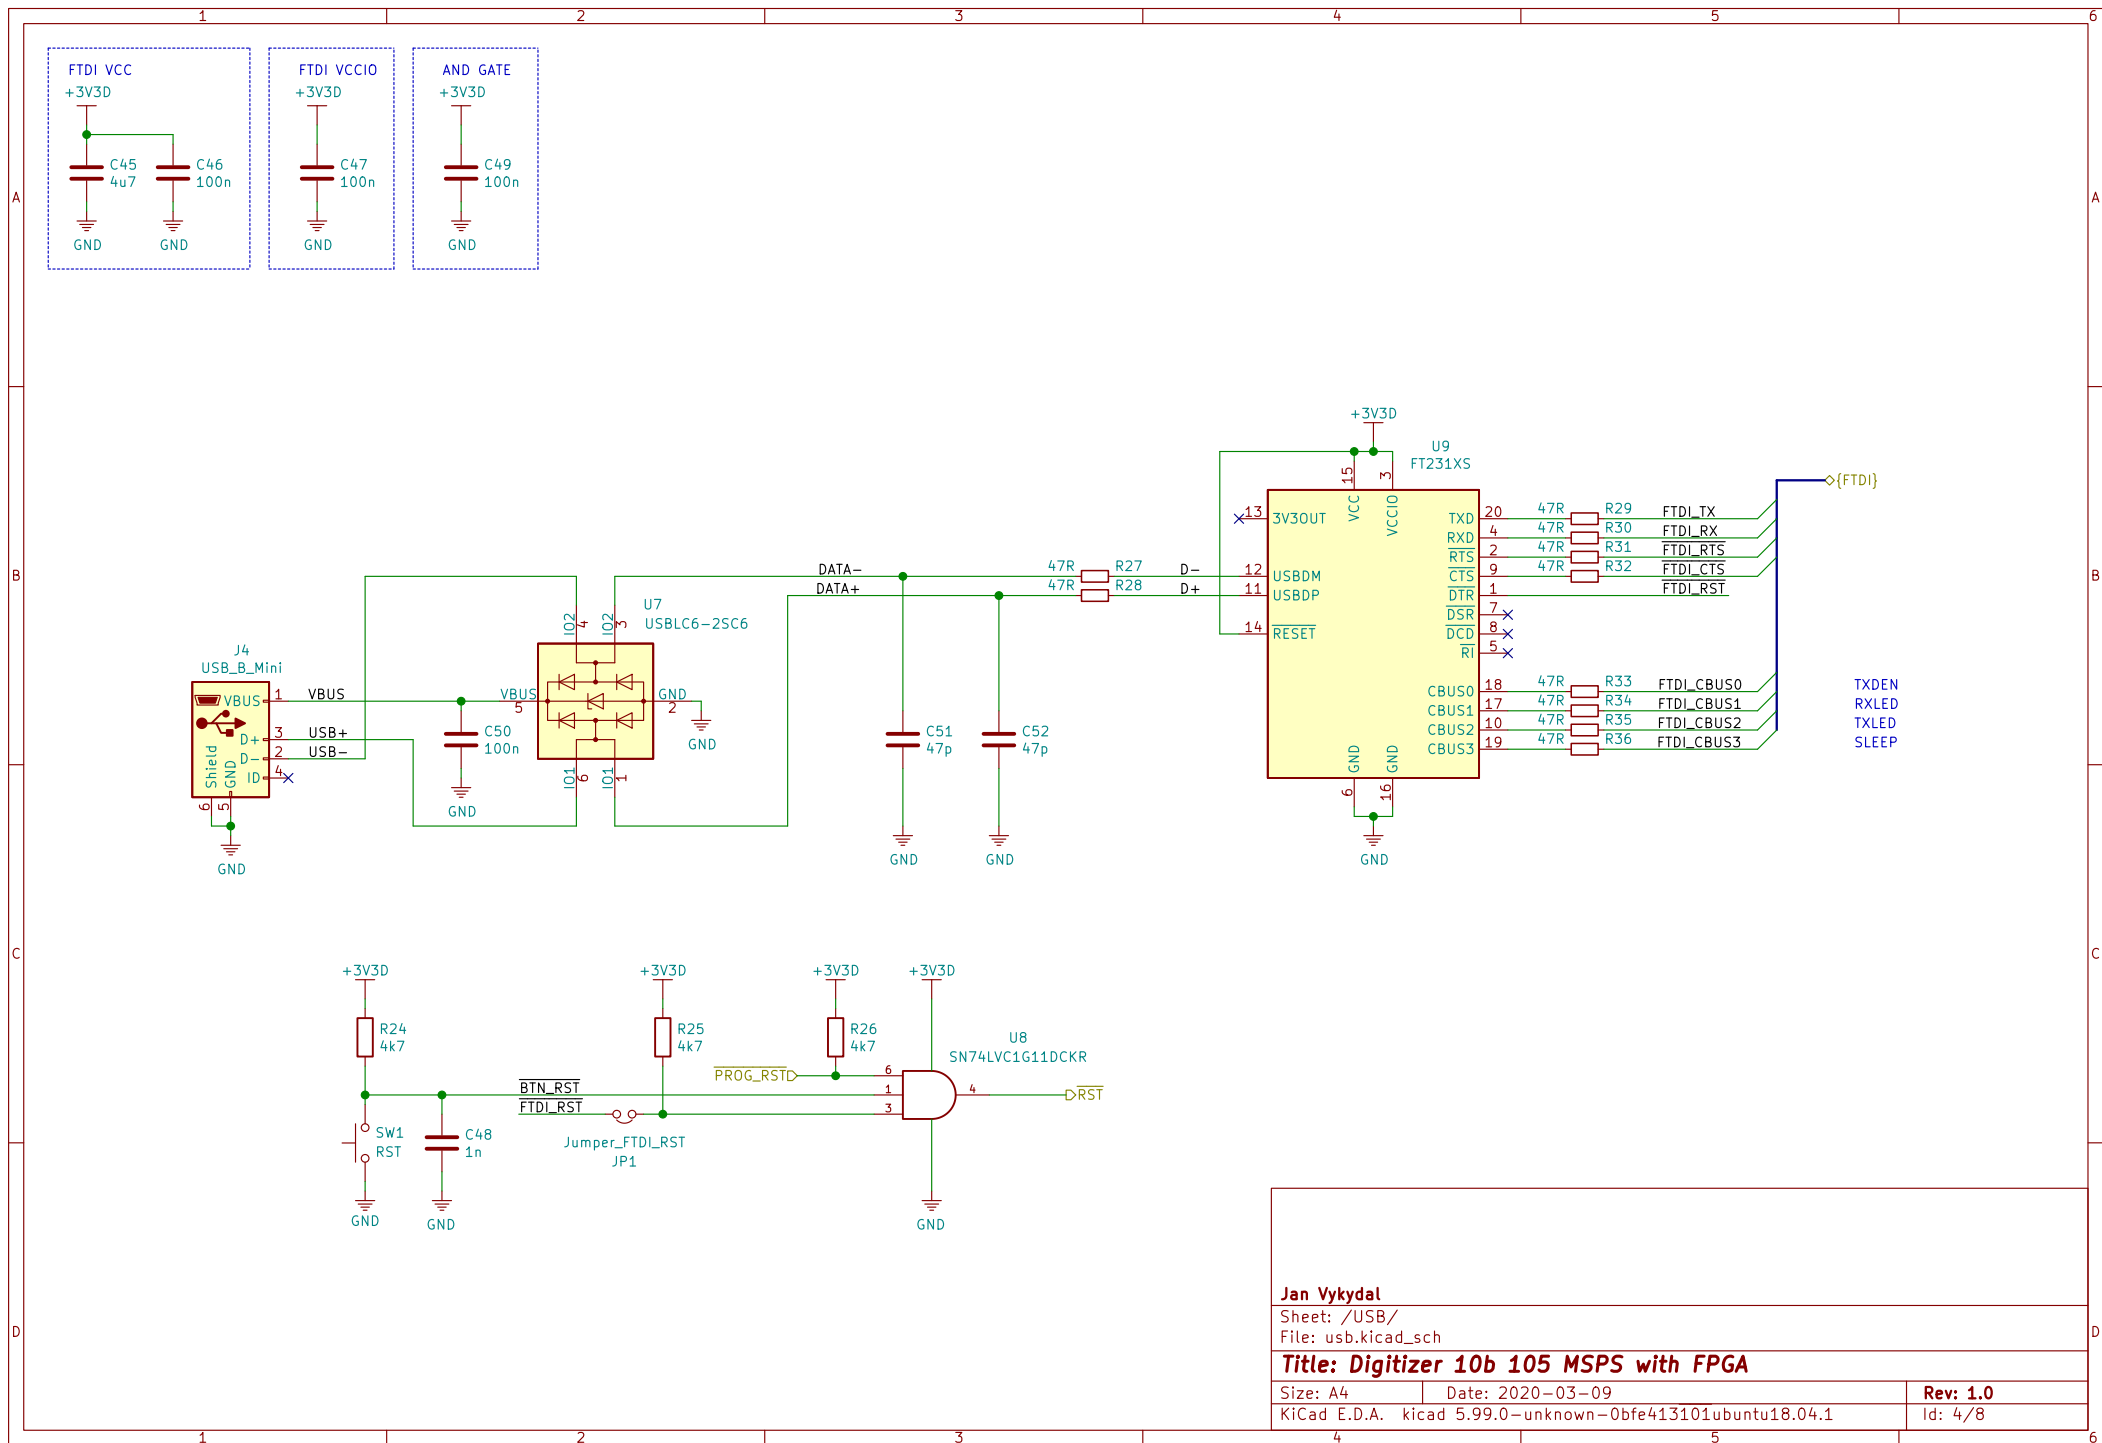 1 2 3 4 5 6
FTDI VCC
+3V3D
C45
4u7
C46
100n
GND
GND
FTDI VCCIO
+3V3D
C47
100n
GND
AND GATE
+3V3D
C49
100n
GND
A
A
B
B
C
C
D
D
J4
USB_B_Mini
VBUS 1 VBUS
D+ 3 USB+
D- 2 USB-
ID 4
Shield
GND
6 5
GND
C50
100n
GND
U7
USBLC6-2SC6
IO2 4
IO2 3
VBUS
5
GND
2
GND
IO1 6
IO1 1
DATA-
DATA+
C51
47p
GND
C52
47p
GND
47R R27 D-
47R R28 D+
+3V3D
U9
FT231XS
15 VCC
3 VCCIO
13 3V3OUT
12 USBDM
11 USBDP
14 RESET
TXD 20 47R R29 FTDI_TX
RXD 4 47R R30 FTDI_RX
RTS 2 47R R31 FTDI_RTS
CTS 9 47R R32 FTDI_CTS
DTR 1 FTDI_RST
DSR 7
DCD 8
RI 5
CBUS0 18 47R R33 FTDI_CBUS0 TXDEN
CBUS1 17 47R R34 FTDI_CBUS1 RXLED
CBUS2 10 47R R35 FTDI_CBUS2 TXLED
CBUS3 19 47R R36 FTDI_CBUS3 SLEEP
GND 6
GND 16
GND
{FTDI}
+3V3D
R24
4k7
SW1
RST
GND
C48
1n
GND
BTN_RST
FTDI_RST
Jumper_FTDI_RST
JP1
+3V3D
R25
4k7
PROG_RST
+3V3D
R26
4k7
+3V3D
U8
SN74LVC1G11DCKR
6
1
3
4
RST
GND
Jan Vykydal
Sheet: /USB/
File: usb.kicad_sch
Title: Digitizer 10b 105 MSPS with FPGA
Size: A4 Date: 2020-03-09 Rev: 1.0
KiCad E.D.A. kicad 5.99.0-unknown-0bfe413101ubuntu18.04.1 Id: 4/8
1 2 3 4 5 6